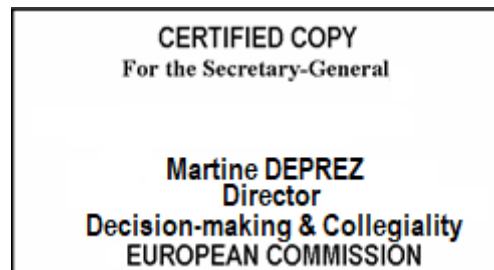 CERTIFIED COPY
For the Secretary-General
Martine DEPREZ
Director
Decision-making & Collegiality
EUROPEAN COMMISSION